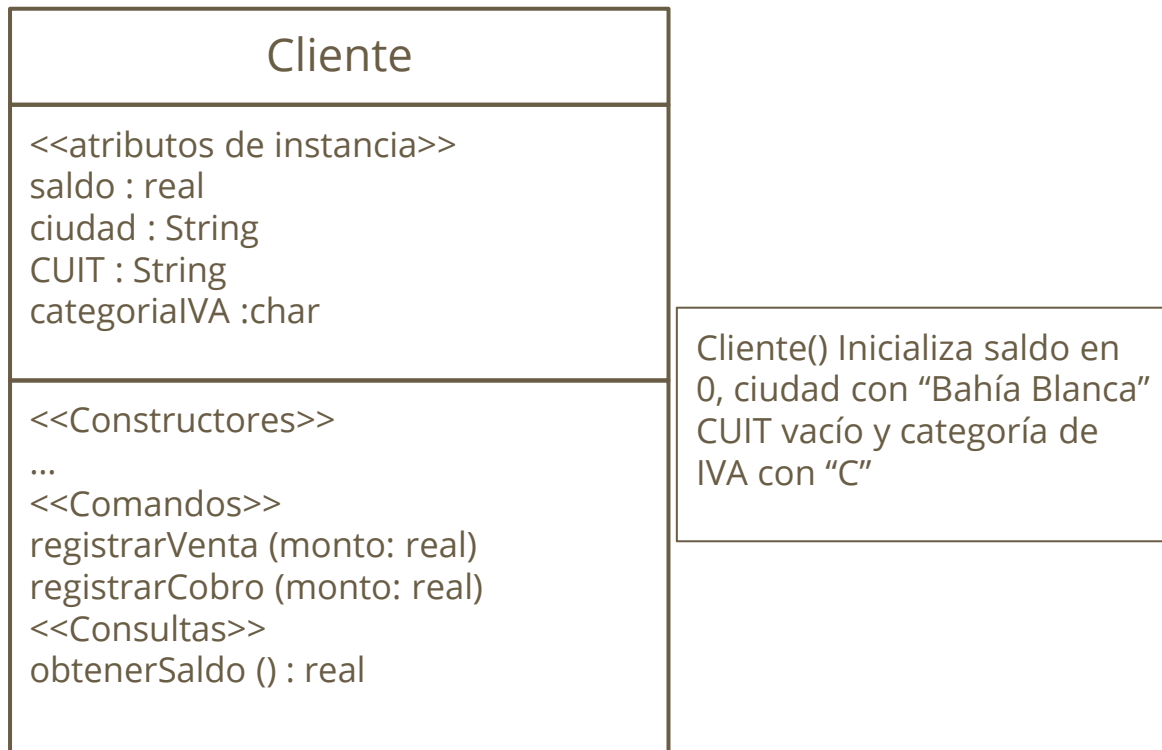 Cliente
<<atributos de instancia>>
saldo : real
ciudad : String
CUIT : String
categoriaIVA :char
<<Constructores>>
...
<<Comandos>>
registrarVenta (monto: real)
registrarCobro (monto: real)
<<Consultas>>
obtenerSaldo () : real
Cliente() Inicializa saldo en
0, ciudad con “Bahía Blanca”
CUIT vacío y categoría de
IVA con “C”